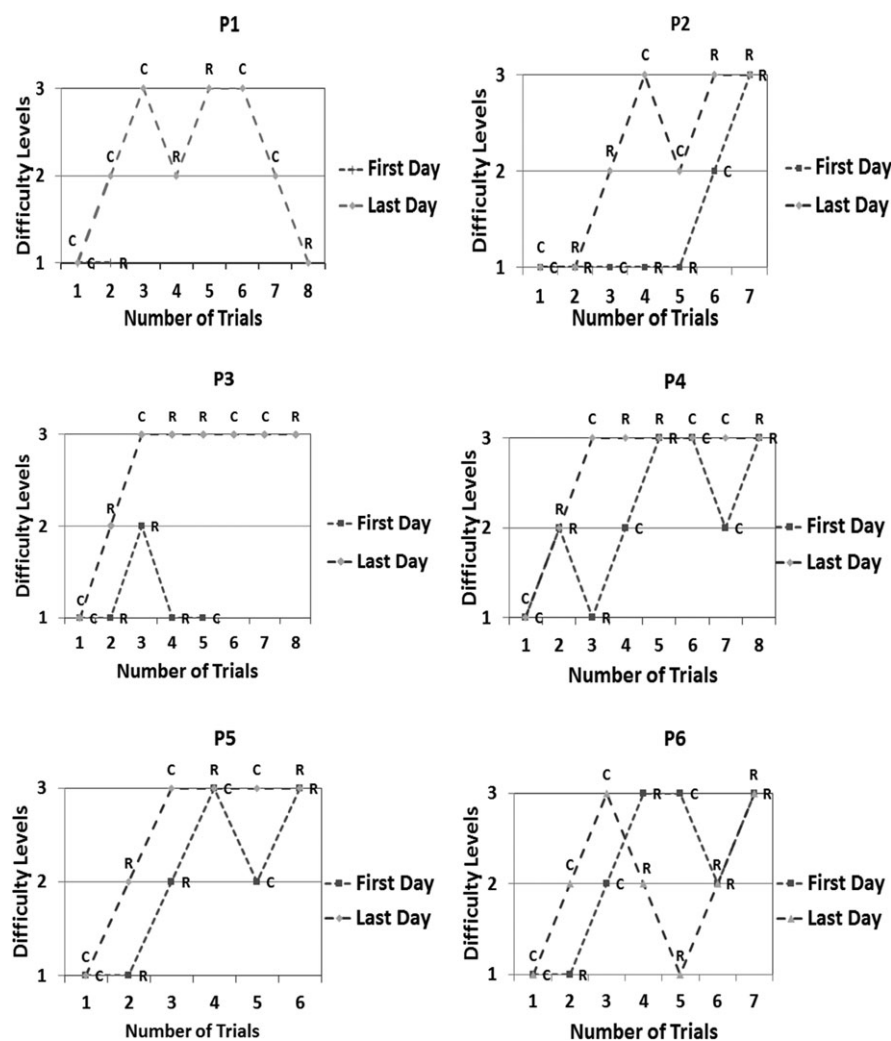 P1
C R C
3
C C
2
R
C R
1 C R
1 2 3 4 5 6 7 8
Number of Trials
Difficulty Levels
First Day
Last Day
P2
C R R
3 R
R C
2 C
C R
1 C R C R R
1 2 3 4 5 6 7
Number of Trials
Difficulty Levels
First Day
Last Day
P3
C R R C C R
3
R
2 R
C
1 C R R C
1 2 3 4 5 6 7 8
Number of Trials
Difficulty Levels
First Day
Last Day
P4
C R R C C R
3 R C R
R
2 R C C
C
1 C R
1 2 3 4 5 6 7 8
Number of Trials
Difficulty Levels
First Day
Last Day
P5
C R C R
3 C R
R
2 R C
C
1 C R
1 2 3 4 5 6
Number of Trials
Difficulty Levels
First Day
Last Day
P6
C R
3 R C R
C R R
2 C R
C R
1 C R
1 2 3 4 5 6 7
Number of Trials
Difficulty Levels
First Day
Last Day